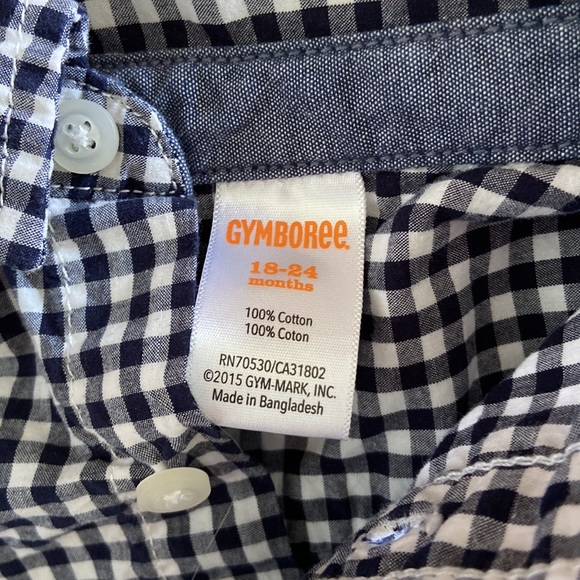 GYMBOREE
18-24
months
100% Cotton
100% Coton
RN70530/CA31802
©2015 GYM-MARK, INC.
Made in Bangladesh